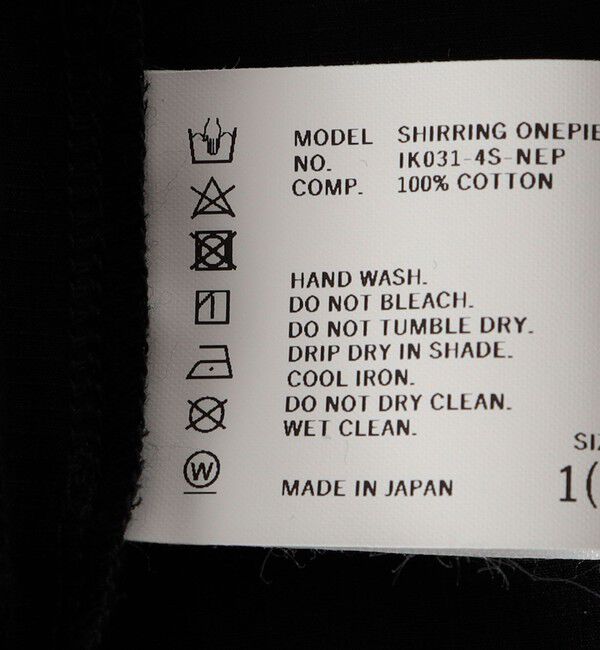 MODEL SHIRRING ONEPIE
NO. IK031-4S-NEP
COMP. 100% COTTON
HAND WASH.
DO NOT BLEACH.
DO NOT TUMBLE DRY.
DRIP DRY IN SHADE.
COOL IRON.
DO NOT DRY CLEAN.
WET CLEAN.
W
MADE IN JAPAN
SIZ
1(